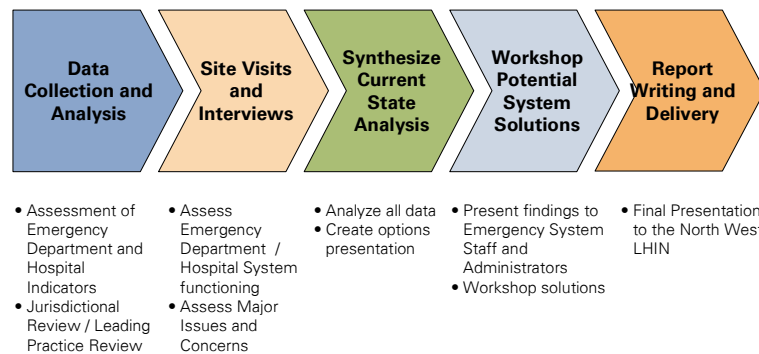 Data
Collection and
Analysis
Site Visits
and
Interviews
Synthesize
Current
State
Analysis
Workshop
Potential
System
Solutions
Report
Writing and
Delivery
• Assessment of
Emergency
Department and
Hospital
Indicators
• Jurisdictional
Review / Leading
Practice Review
• Assess
Emergency
Department /
Hospital System
functioning
• Assess Major
Issues and
Concerns
• Analyze all data
• Create options
presentation
• Present findings to
Emergency System
Staff and
Administrators
• Workshop solutions
• Final Presentation
to the North West
LHIN